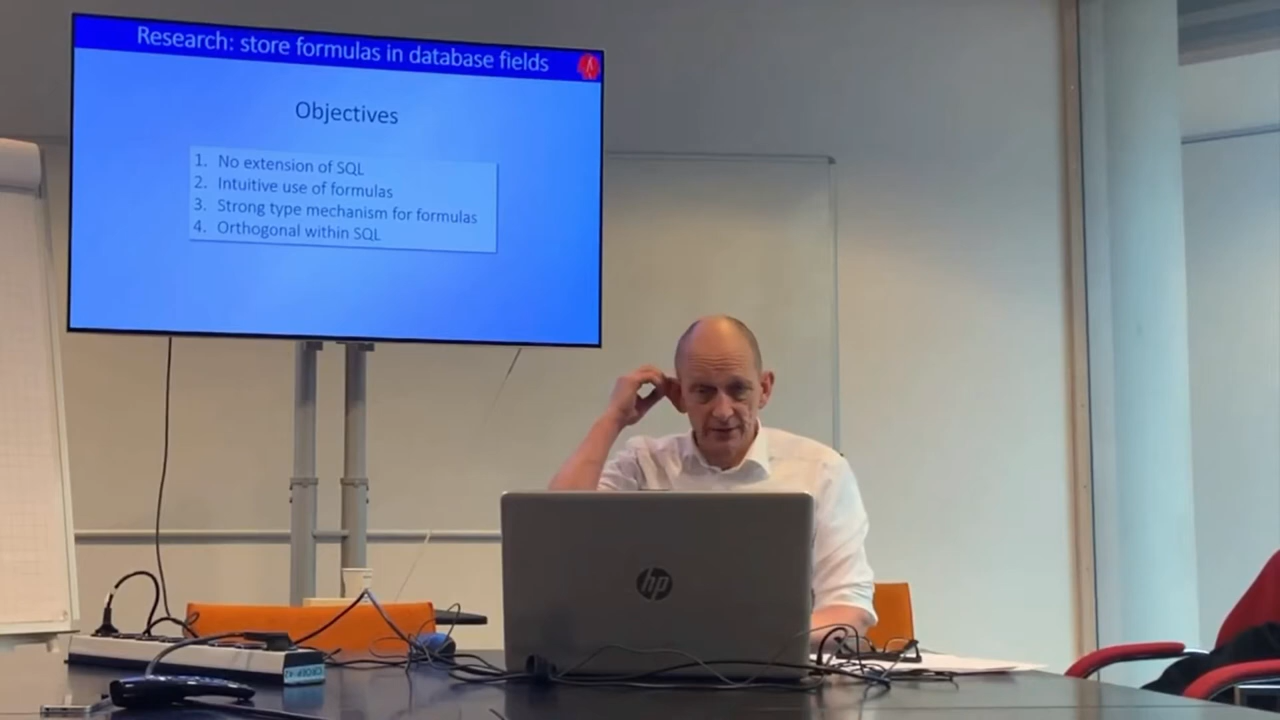 Research: store formulas in database fields
Objectives
1. No extension of SQL
2. Intuitive use of formulas
3. Strong type mechanism for formulas
4. Orthogonal within SQL
hp